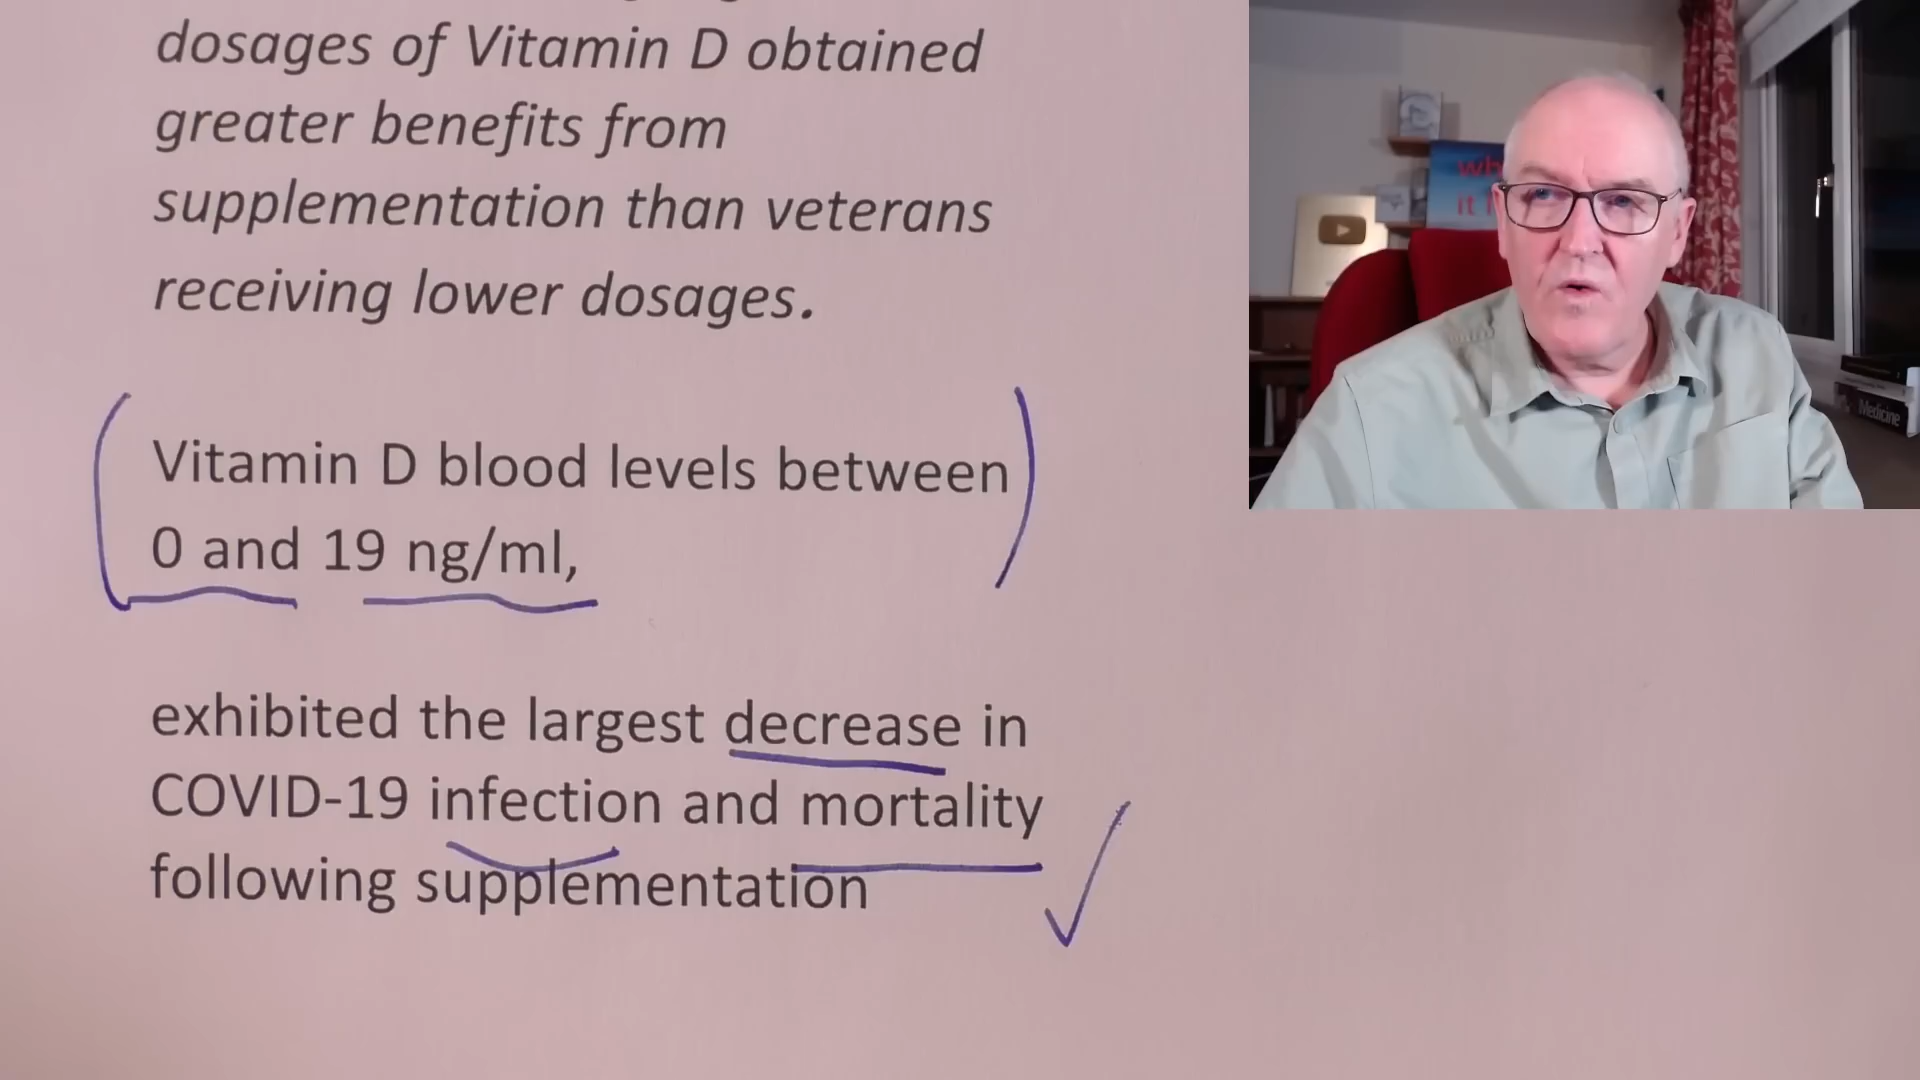 dosages of Vitamin D obtained
greater benefits from
supplementation than veterans
receiving lower dosages.
Vitamin D blood levels between
0 and 19 ng/ml,
exhibited the largest decrease in
COVID-19 infection and mortality
following supplementation
Medicine